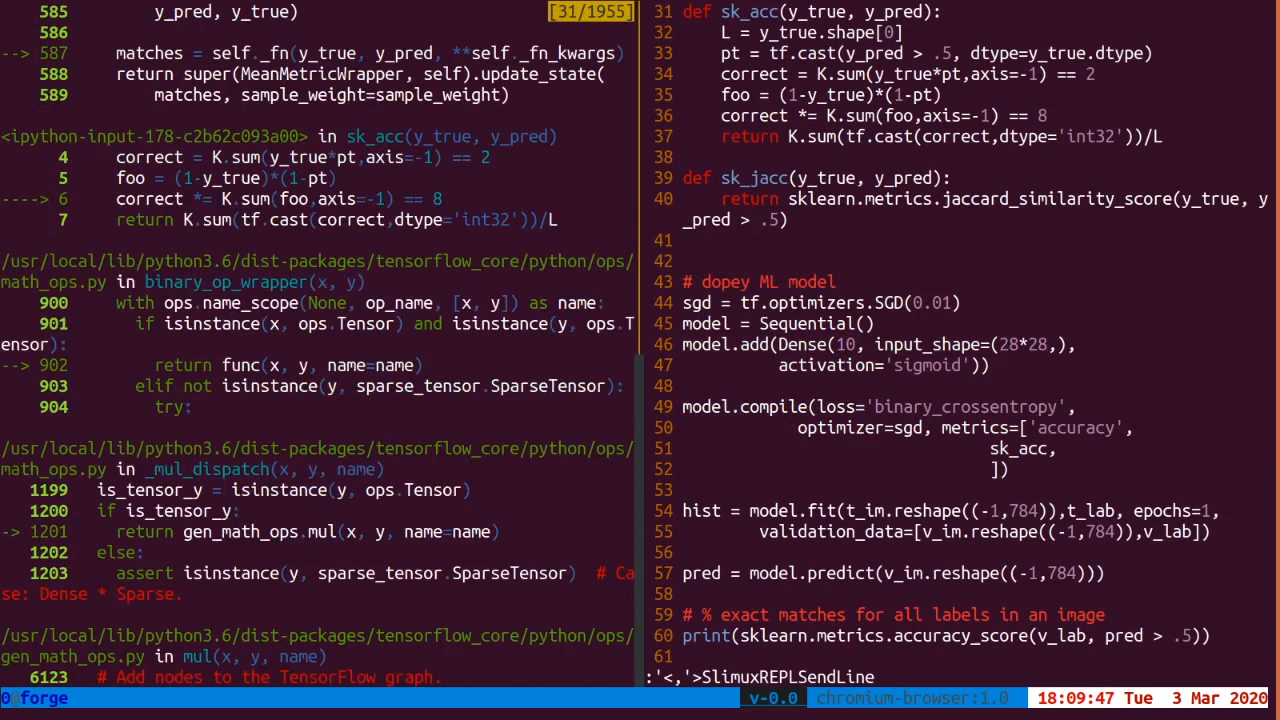 585         y_pred, y_true)          [31/1955]
586
--> 587     matches = self._fn(y_true, y_pred, **self._fn_kwargs)
588     return super(MeanMetricWrapper, self).update_state(
589         matches, sample_weight=sample_weight)
<ipython-input-178-c2b62c093a00> in sk_acc(y_true, y_pred)
4     correct = K.sum(y_true*pt,axis=-1) == 2
5     foo = (1-y_true)*(1-pt)
----> 6     correct *= K.sum(foo,axis=-1) == 8
7     return K.sum(tf.cast(correct,dtype='int32'))/L
/usr/local/lib/python3.6/dist-packages/tensorflow_core/python/ops/
math_ops.py in binary_op_wrapper(x, y)
900     with ops.name_scope(None, op_name, [x, y]) as name:
901       if isinstance(x, ops.Tensor) and isinstance(y, ops.T
ensor):
--> 902         return func(x, y, name=name)
903       elif not isinstance(y, sparse_tensor.SparseTensor):
904         try:
/usr/local/lib/python3.6/dist-packages/tensorflow_core/python/ops/
math_ops.py in _mul_dispatch(x, y, name)
1199   is_tensor_y = isinstance(y, ops.Tensor)
1200   if is_tensor_y:
-> 1201     return gen_math_ops.mul(x, y, name=name)
1202   else:
1203     assert isinstance(y, sparse_tensor.SparseTensor)  # Ca
se: Dense * Sparse.
/usr/local/lib/python3.6/dist-packages/tensorflow_core/python/ops/
gen_math_ops.py in mul(x, y, name)
6123   # Add nodes to the TensorFlow graph.
31 def sk_acc(y_true, y_pred):
32     L = y_true.shape[0]
33     pt = tf.cast(y_pred > .5, dtype=y_true.dtype)
34     correct = K.sum(y_true*pt,axis=-1) == 2
35     foo = (1-y_true)*(1-pt)
36     correct *= K.sum(foo,axis=-1) == 8
37     return K.sum(tf.cast(correct,dtype='int32'))/L
38
39 def sk_jacc(y_true, y_pred):
40     return sklearn.metrics.jaccard_similarity_score(y_true, y
_pred > .5)
41
42
43 # dopey ML model
44 sgd = tf.optimizers.SGD(0.01)
45 model = Sequential()
46 model.add(Dense(10, input_shape=(28*28,),
47           activation='sigmoid'))
48
49 model.compile(loss='binary_crossentropy',
50             optimizer=sgd, metrics=['accuracy',
51                                 sk_acc,
52                                 ])
53
54 hist = model.fit(t_im.reshape((-1,784)),t_lab, epochs=1,
55         validation_data=[v_im.reshape((-1,784)),v_lab])
56
57 pred = model.predict(v_im.reshape((-1,784)))
58
59 # % exact matches for all labels in an image
60 print(sklearn.metrics.accuracy_score(v_lab, pred > .5))
61
:'<,'>SlimuxREPLSendLine
0@forge    v-0.0    chromium-browser:1.0    18:09:47 Tue  3 Mar 2020